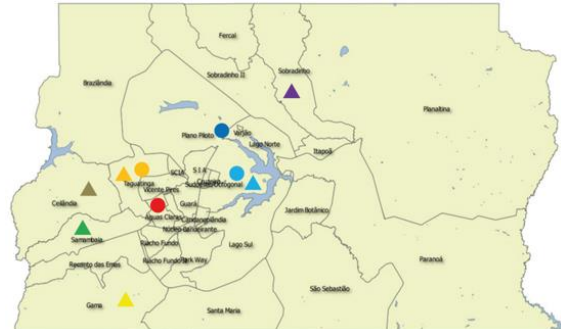 Fercal
Sobradinho II
Sobradinho
Brazlândia
Planaltina
Plano Piloto
Varjão
Lago Norte
Itapoã
SCIA
S I A
Taguatinga
Vicente Pires
Ceilândia
Guará
Águas Claras
Candangolândia
Núcleo Bandeirante
Jardim Botânico
Samambaia
Riacho Fundo
Lago Sul
Recanto das Emas
Riacho Fundo II
Park Way
Paranoá
São Sebastião
Gama
Santa Maria